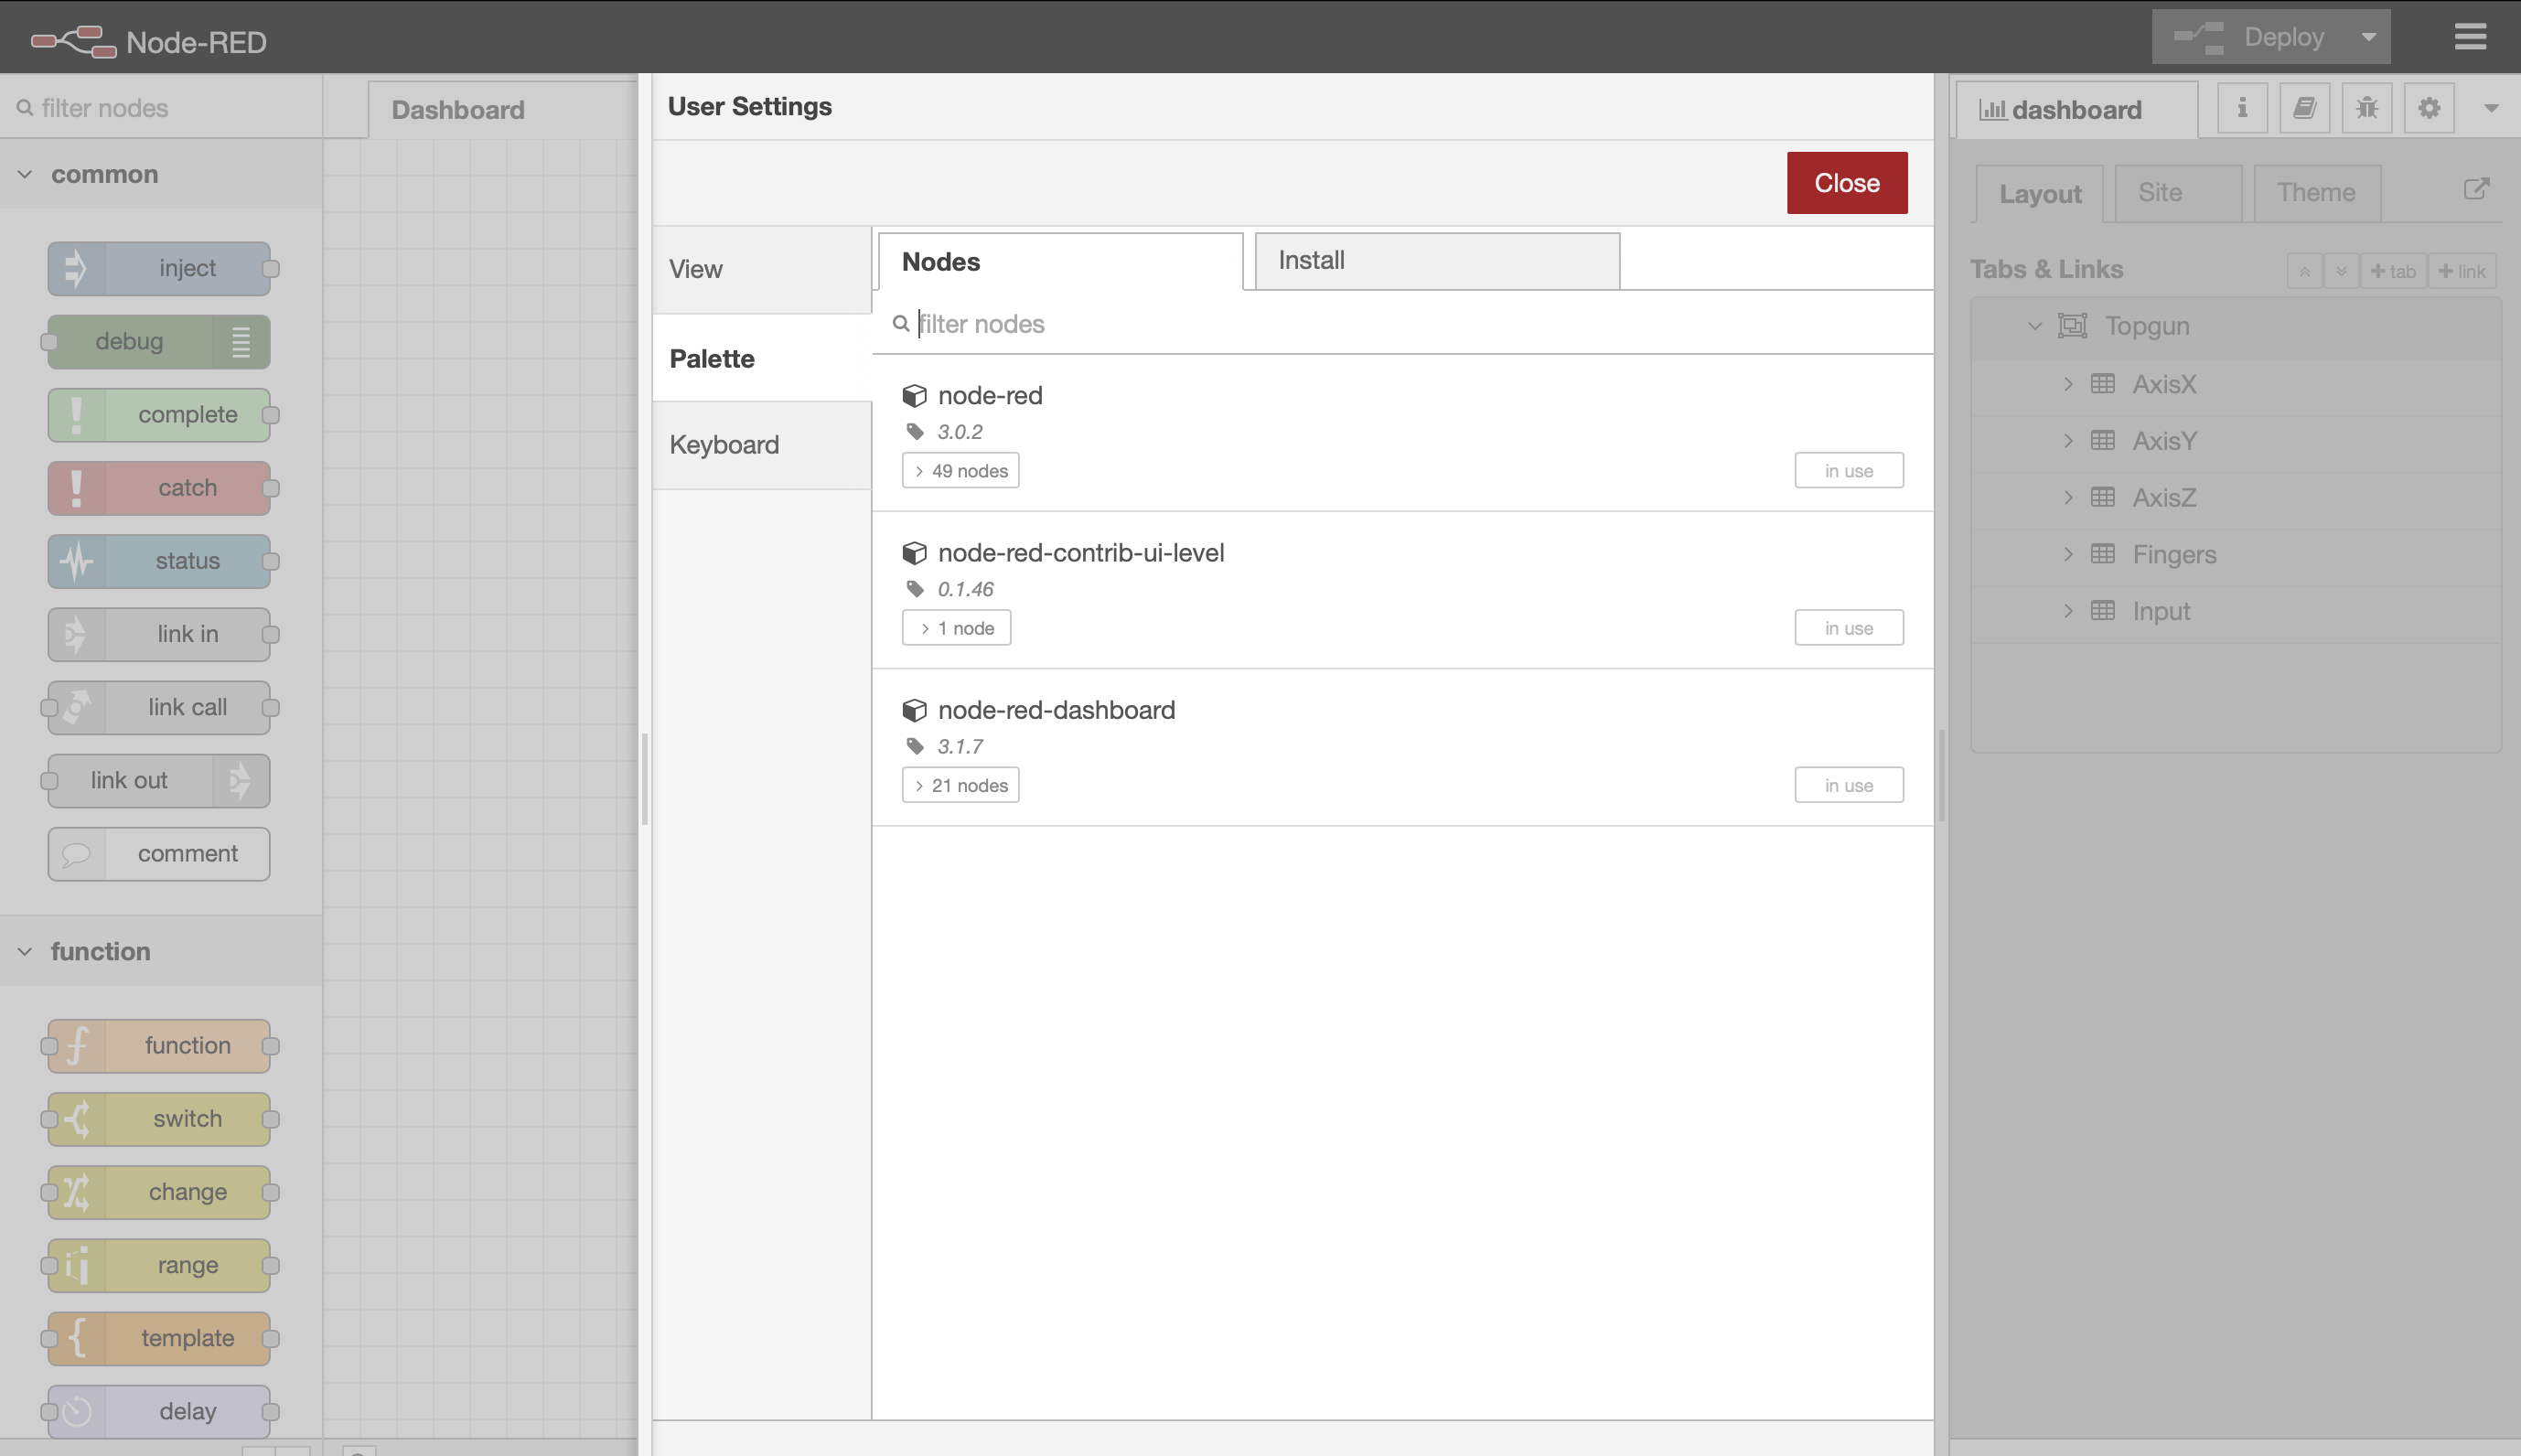 Node-RED
Deploy
filter nodes
common
inject
debug
complete
catch
status
link in
link call
link out
comment
function
function
switch
change
range
template
delay
Dashboard
User Settings
Close
View
Palette
Keyboard
Nodes
Install
filter nodes
node-red
3.0.2
49 nodes
in use
node-red-contrib-ui-level
0.1.46
1 node
in use
node-red-dashboard
3.1.7
21 nodes
in use
dashboard
Layout
Site
Theme
Tabs & Links
tab
link
Topgun
AxisX
AxisY
AxisZ
Fingers
Input